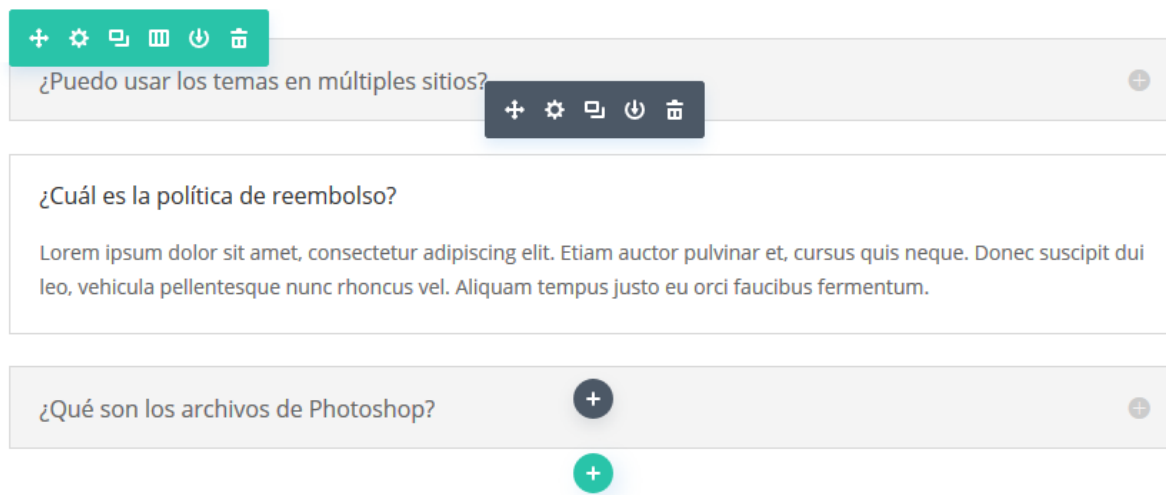 ¿Puedo usar los temas en múltiples sitios?
¿Cuál es la política de reembolso?
Lorem ipsum dolor sit amet, consectetur adipiscing elit. Etiam auctor pulvinar et, cursus quis neque. Donec suscipit dui
leo, vehicula pellentesque nunc rhoncus vel. Aliquam tempus justo eu orci faucibus fermentum.
¿Qué son los archivos de Photoshop?